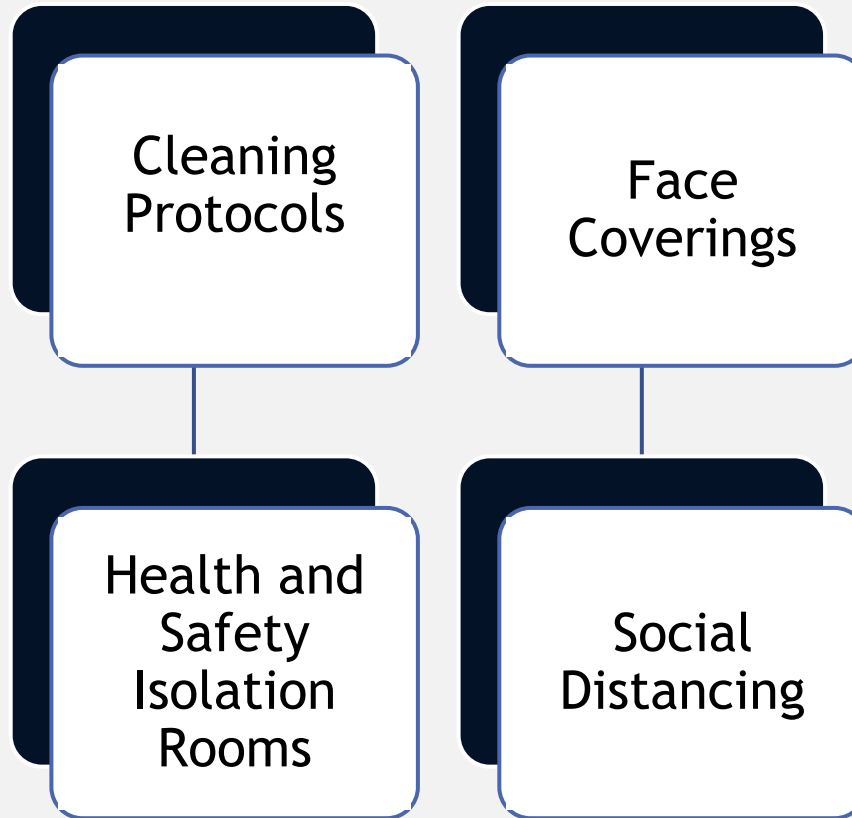 Cleaning
Protocols
Face
Coverings
Health and
Safety
Isolation
Rooms
Social
Distancing